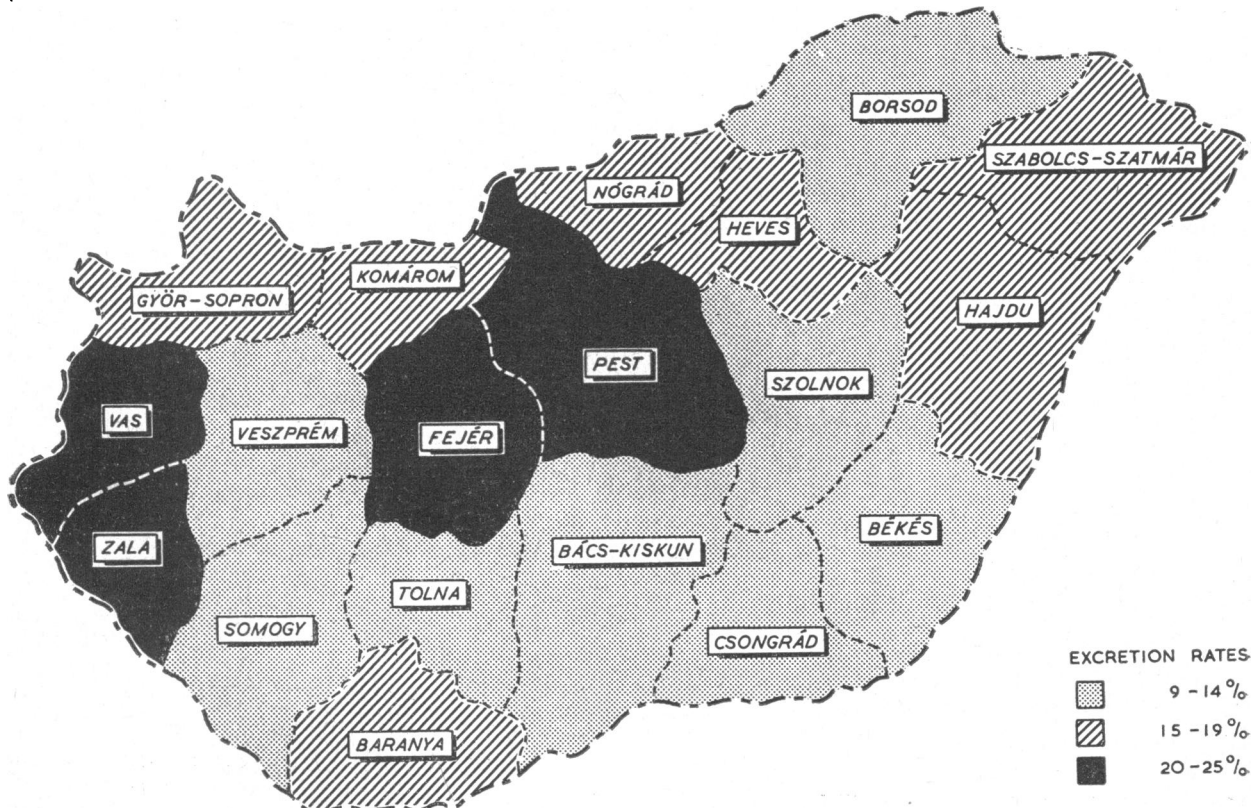 BORSOD
SZABOLCS-SZATMÁR
NÓGRÁD
HEVES
KOMÁROM
GYÖR-SOPRON
HAJDU
PEST
SZOLNOK
VAS
VESZPRÉM
FEJÉR
BÉKÉS
ZALA
BÁCS-KISKUN
TOLNA
SOMOGY
CSONGRÁD
BARANYA
EXCRETION RATES
9-14%
15-19%
20-25%